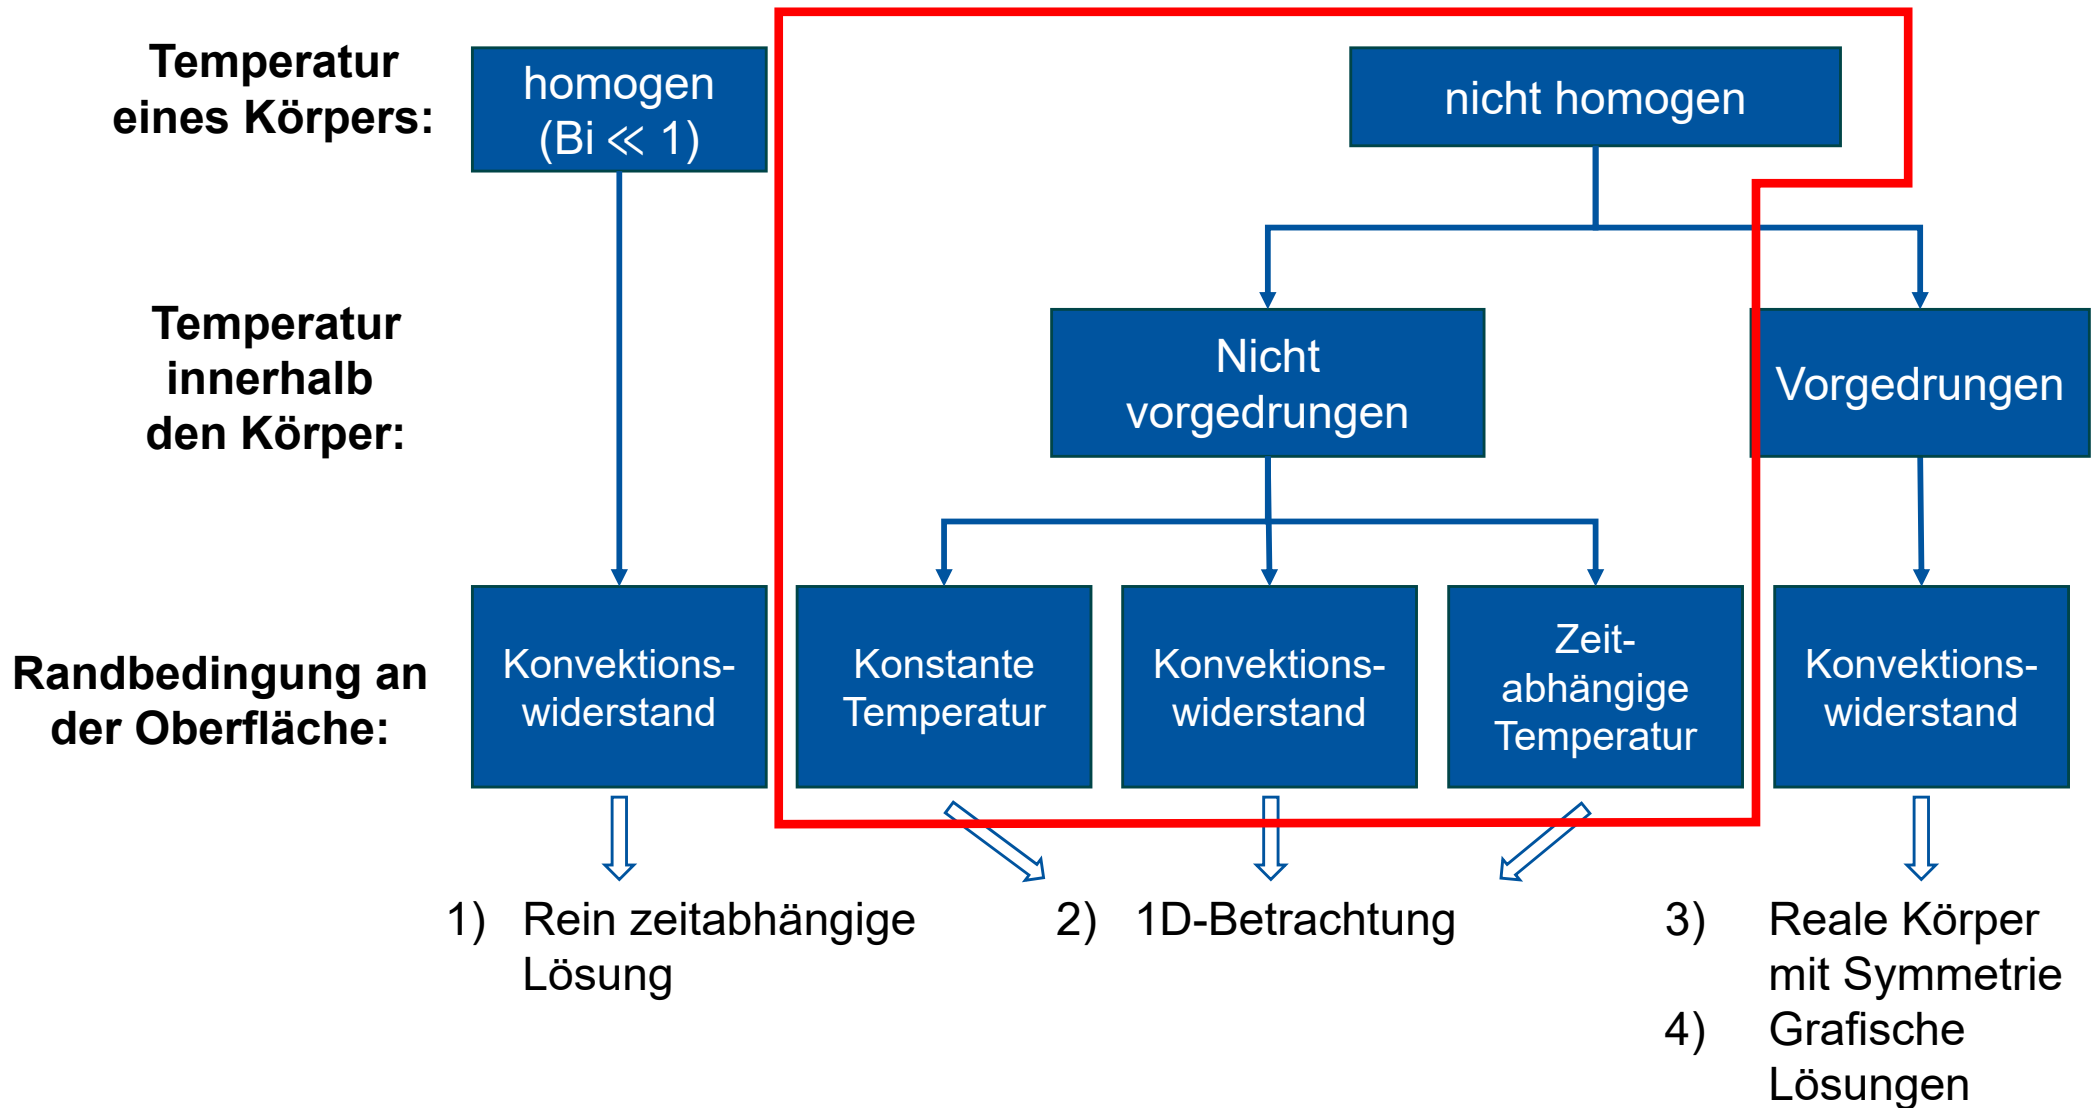 Temperatur
eines Körpers:
homogen
(Bi ≪ 1)
nicht homogen
Temperatur
innerhalb
den Körper:
Nicht
vorgedrungen
Vorgedrungen
Randbedingung an
der Oberfläche:
Konvektions-
widerstand
Konstante
Temperatur
Konvektions-
widerstand
Zeit-
abhängige
Temperatur
Konvektions-
widerstand
1) Rein zeitabhängige
Lösung
2) 1D-Betrachtung
3) Reale Körper
mit Symmetrie
4) Grafische
Lösungen